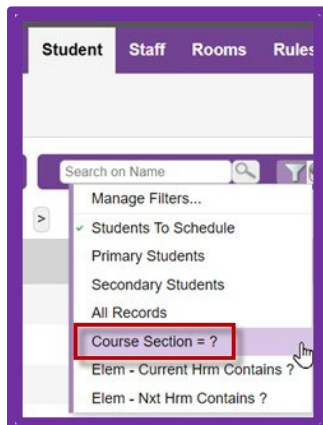 Student Staff Rooms Rules
Search on Name
>
Manage Filters...
Students To Schedule
Primary Students
Secondary Students
All Records
Course Section = ?
Elem - Current Hrm Contains ?
Elem - Nxt Hrm Contains ?